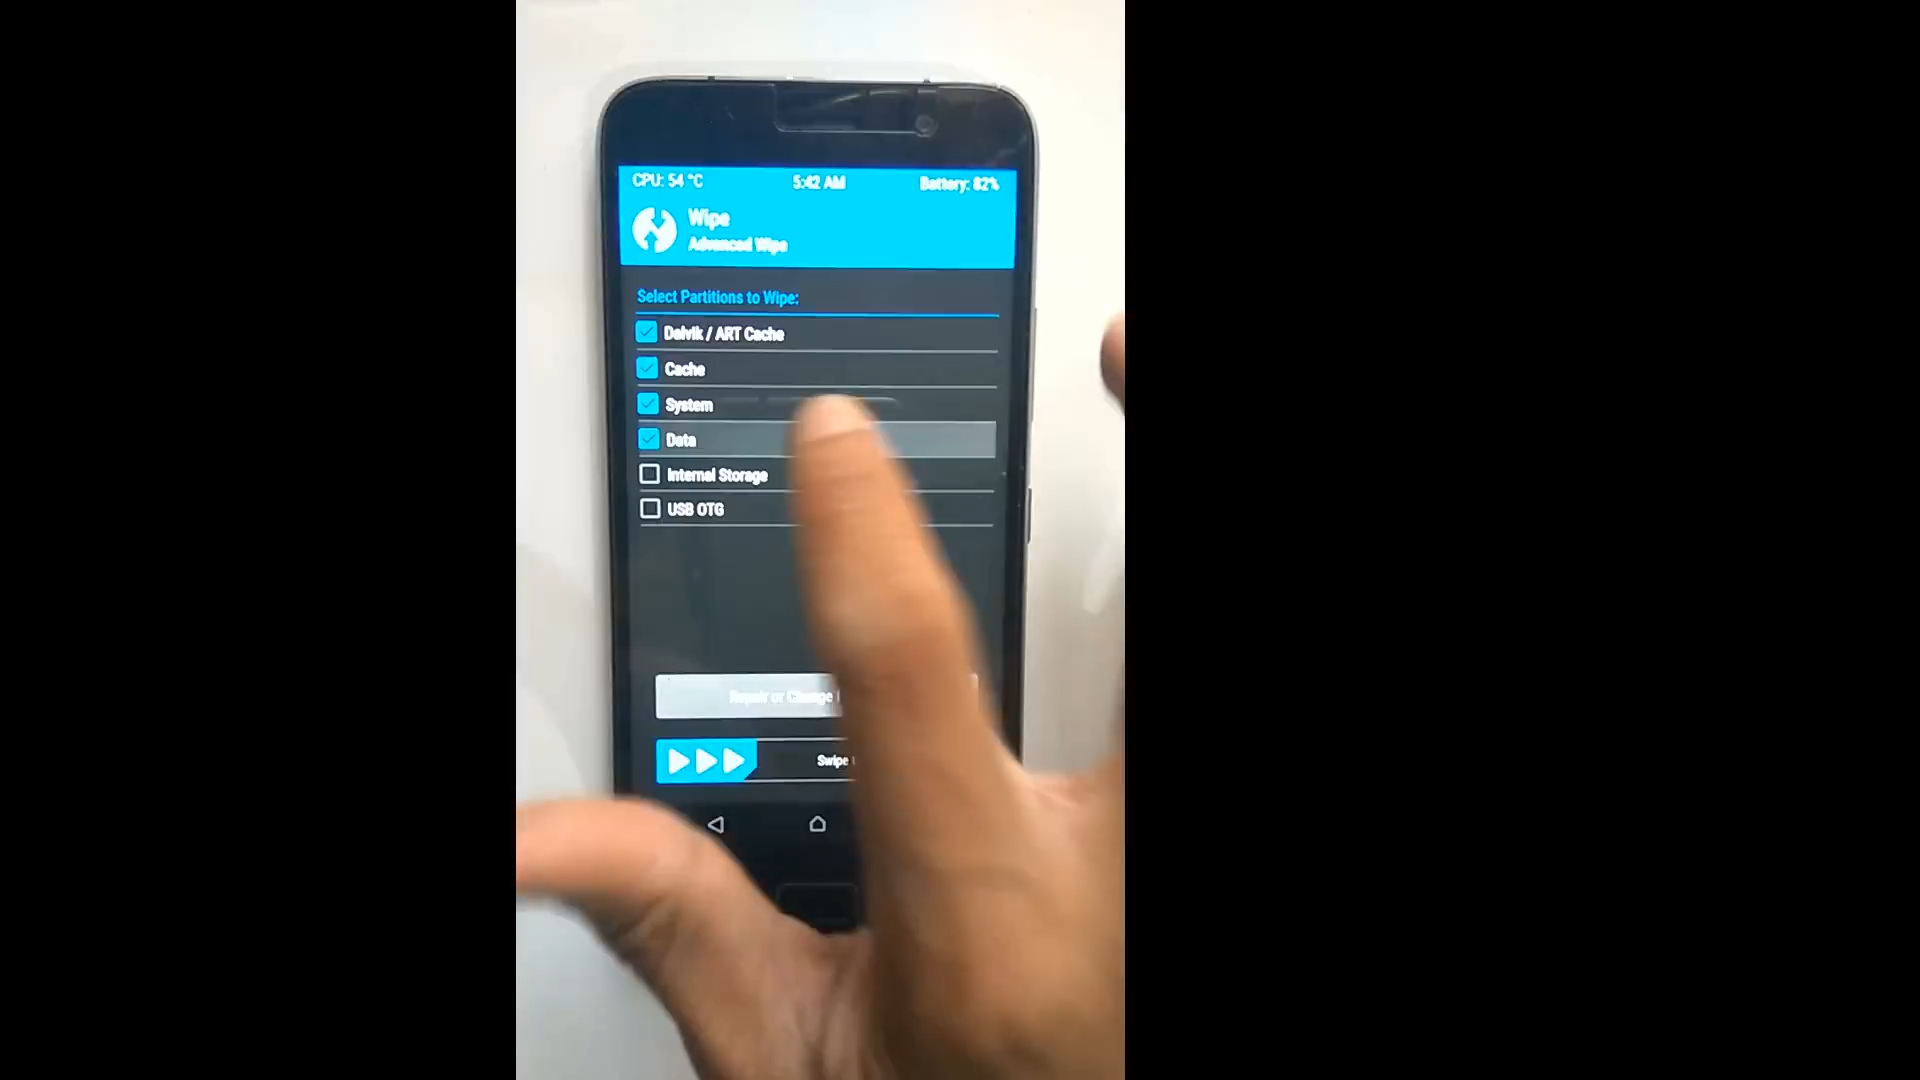 CPU: 54 °C 5:42 AM Battery: 82%
Wipe
Advanced Wipe
Select Partitions to Wipe:
Dalvik / ART Cache
Cache
System
Data
Internal Storage
USB OTG
Repair or Change
Swipe